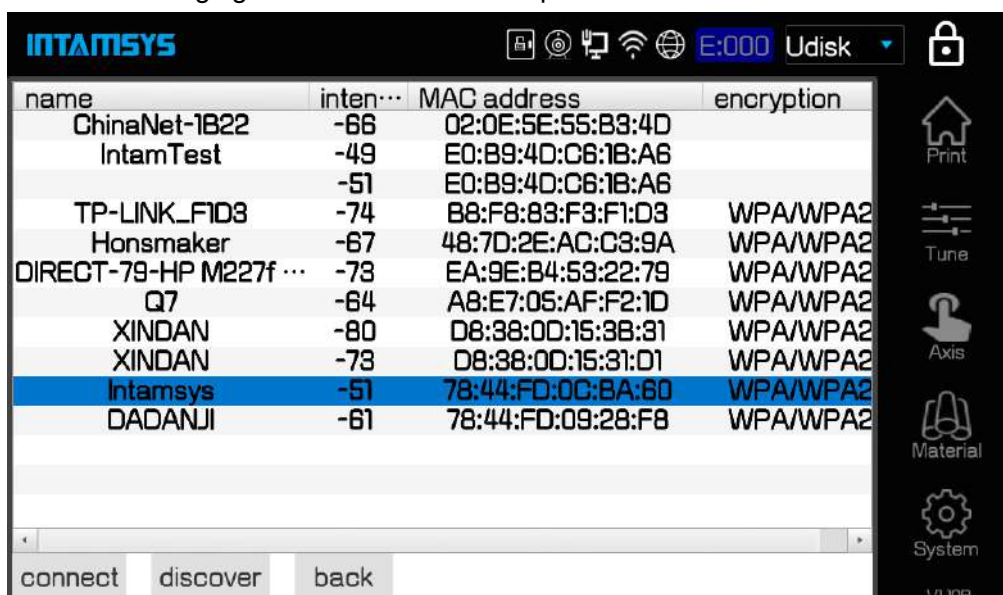 INTAMSYS E:000 Udisk
name inten··· MAC address encryption
ChinaNet-1B22 -66 02:0E:5E:55:B3:4D
IntamTest -49 E0:B9:4D:C6:1B:A6
-51 E0:B9:4D:C6:1B:A6
TP-LINK_F1D3 -74 B8:F8:83:F3:F1:D3 WPA/WPA2
Honsmaker -67 48:7D:2E:AC:C3:9A WPA/WPA2
DIRECT-79-HP M227f ··· -73 EA:9E:B4:53:22:79 WPA/WPA2
Q7 -64 A8:E7:05:AF:F2:1D WPA/WPA2
XINDAN -80 D8:38:0D:15:3B:31 WPA/WPA2
XINDAN -73 D8:38:0D:15:31:D1 WPA/WPA2
Intamsys -51 78:44:FD:0C:BA:60 WPA/WPA2
DADANJI -61 78:44:FD:09:28:F8 WPA/WPA2
connect discover back
Print
Tune
Axis
Material
System